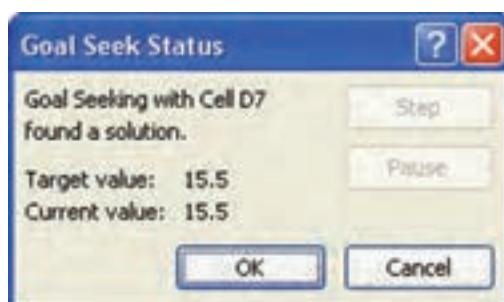 Goal Seek Status
?
Goal Seeking with Cell D7
found a solution.
Step
Pause
Target value: 15.5
Current value: 15.5
OK
Cancel